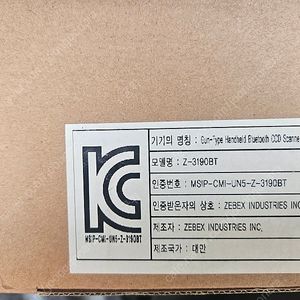 기기의 명칭 : Gun-Type Handheld Bluetooth CCD Scanne
모델명 : Z-3190BT
인증번호 : MSIP-CMI-UN5-Z-3190BT
인증받은자의 상호 : ZEBEX INDUSTRIES INC
제조자 : ZEBEX INDUSTRIES INC.
제조국가 : 대만
MSIP-CMI-UN5-Z-3190BT